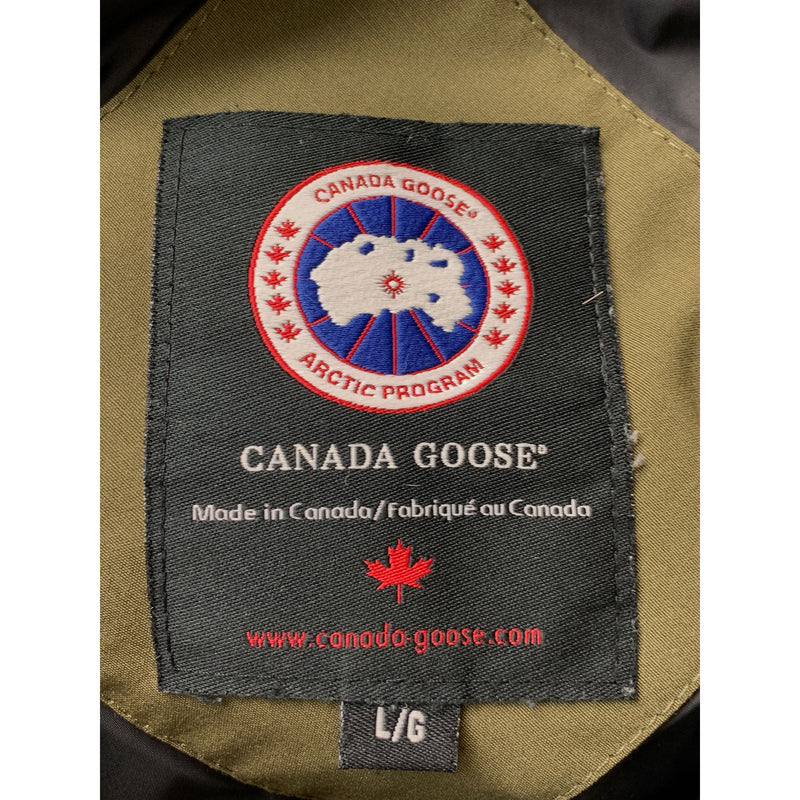 CANADA GOOSE®
ARCTIC PROGRAM
CANADA GOOSE®
Made in Canada/Fabriqué au Canada
www.canada-goose.com
L/G